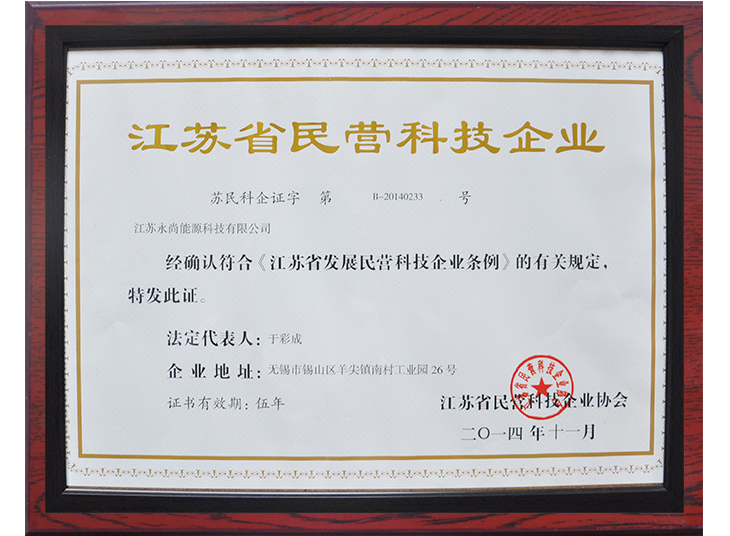 江苏省民营科技企业
苏民科企证字 第 B-20140233 号
江苏永尚能源科技有限公司
经确认符合《江苏省发展民营科技企业条例》的有关规定，
特发此证。
法定代表人：于彩成
企业地址：无锡市锡山区羊尖镇南村工业园26号
证书有效期：伍年
江苏省民营科技企业协会
二〇一四年十一月